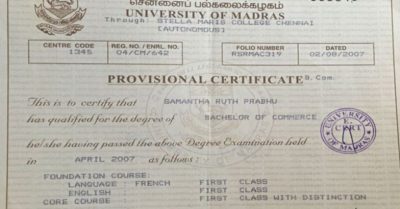 சென்னைப் பல்கலைக்கழகம்
UNIVERSITY OF MADRAS
Through: STELLA MARIS COLLEGE CHENNAI
(AUTONOMOUS)
CENTRE CODE
1345
REG. NO./ ENRL. NO.
04/CM/642
FOLIO NUMBER
RSRMAC319
DATED
02/08/2007
PROVISIONAL CERTIFICATE B.Com.
This is to certify that SAMANTHA RUTH PRABHU
has qualified for the degree of BACHELOR OF COMMERCE
he/she having passed the above Degree Examination held
in APRIL 2007 as follows:
FOUNDATION COURSE:
LANGUAGE : FRENCH FIRST CLASS
ENGLISH FIRST CLASS
CORE COURSE FIRST CLASS WITH DISTINCTION
UNIVERSITY
OF MADRAS